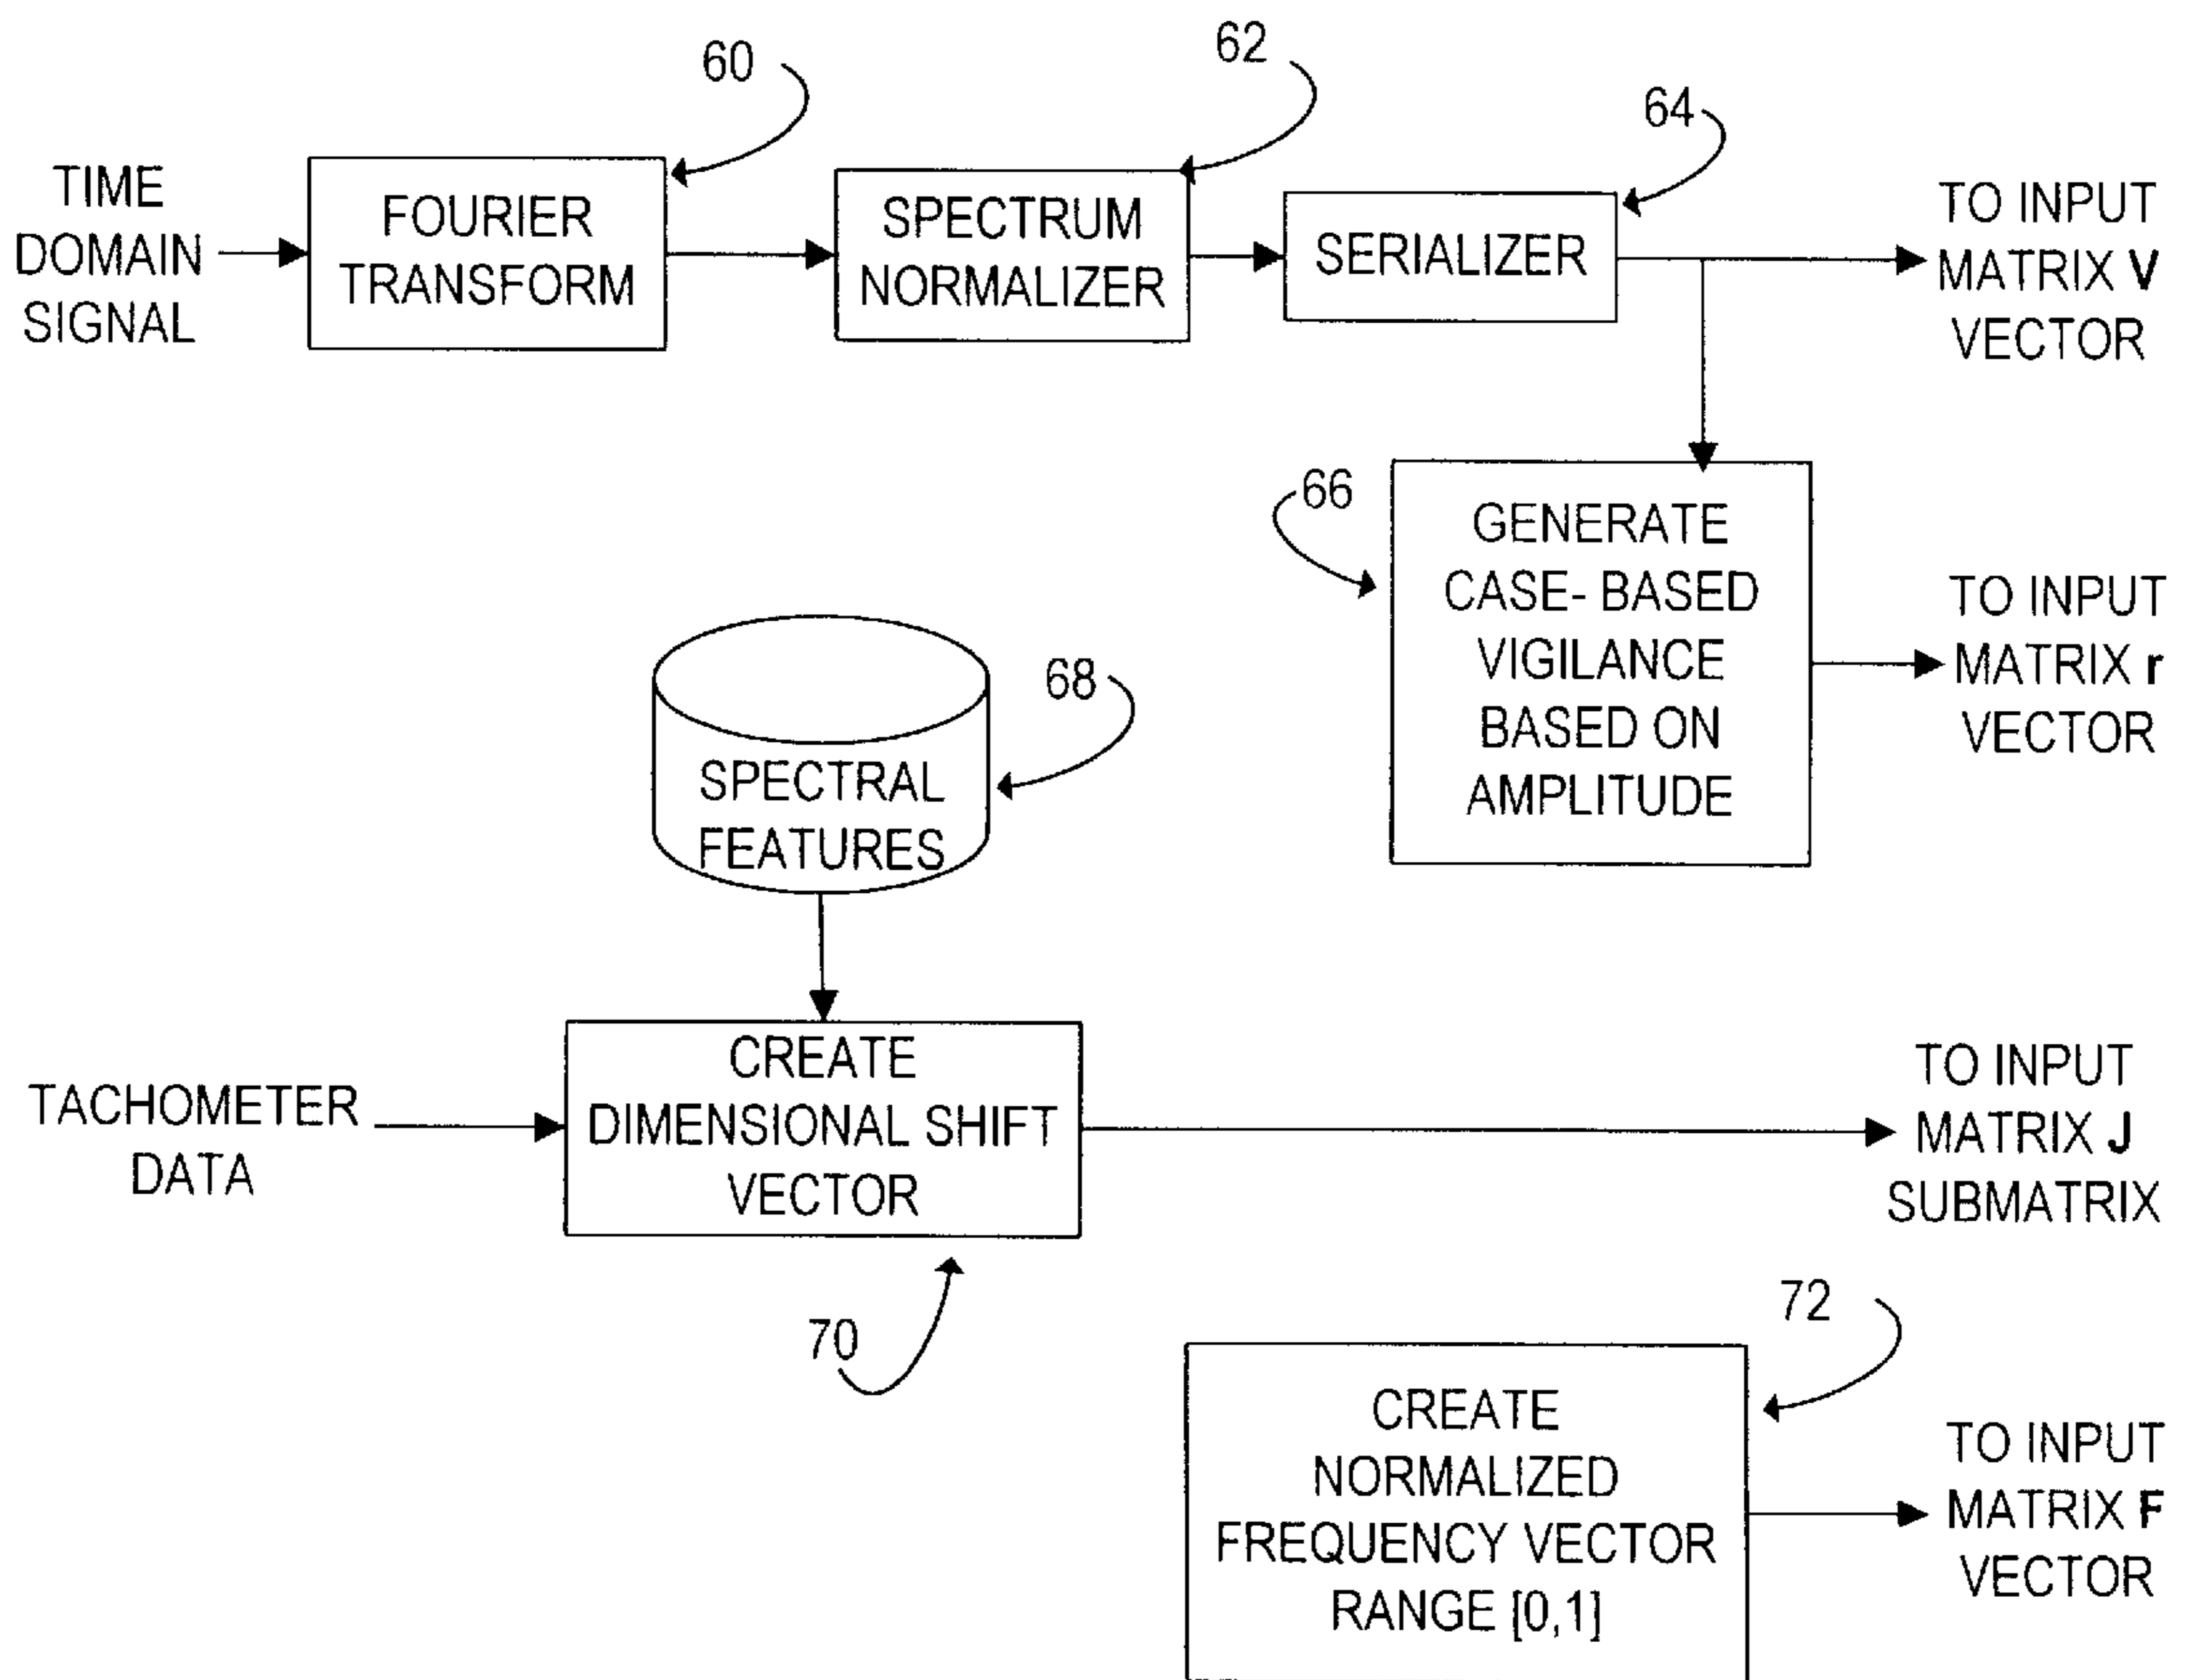 60
62
64
TIME
DOMAIN
SIGNAL
FOURIER
TRANSFORM
SPECTRUM
NORMALIZER
SERIALIZER
TO INPUT
MATRIX V
VECTOR
66
GENERATE
CASE- BASED
VIGILANCE
BASED ON
AMPLITUDE
TO INPUT
MATRIX r
VECTOR
68
SPECTRAL
FEATURES
TACHOMETER
DATA
CREATE
DIMENSIONAL SHIFT
VECTOR
TO INPUT
MATRIX J
SUBMATRIX
70
72
CREATE
NORMALIZED
FREQUENCY VECTOR
RANGE [0,1]
TO INPUT
MATRIX F
VECTOR